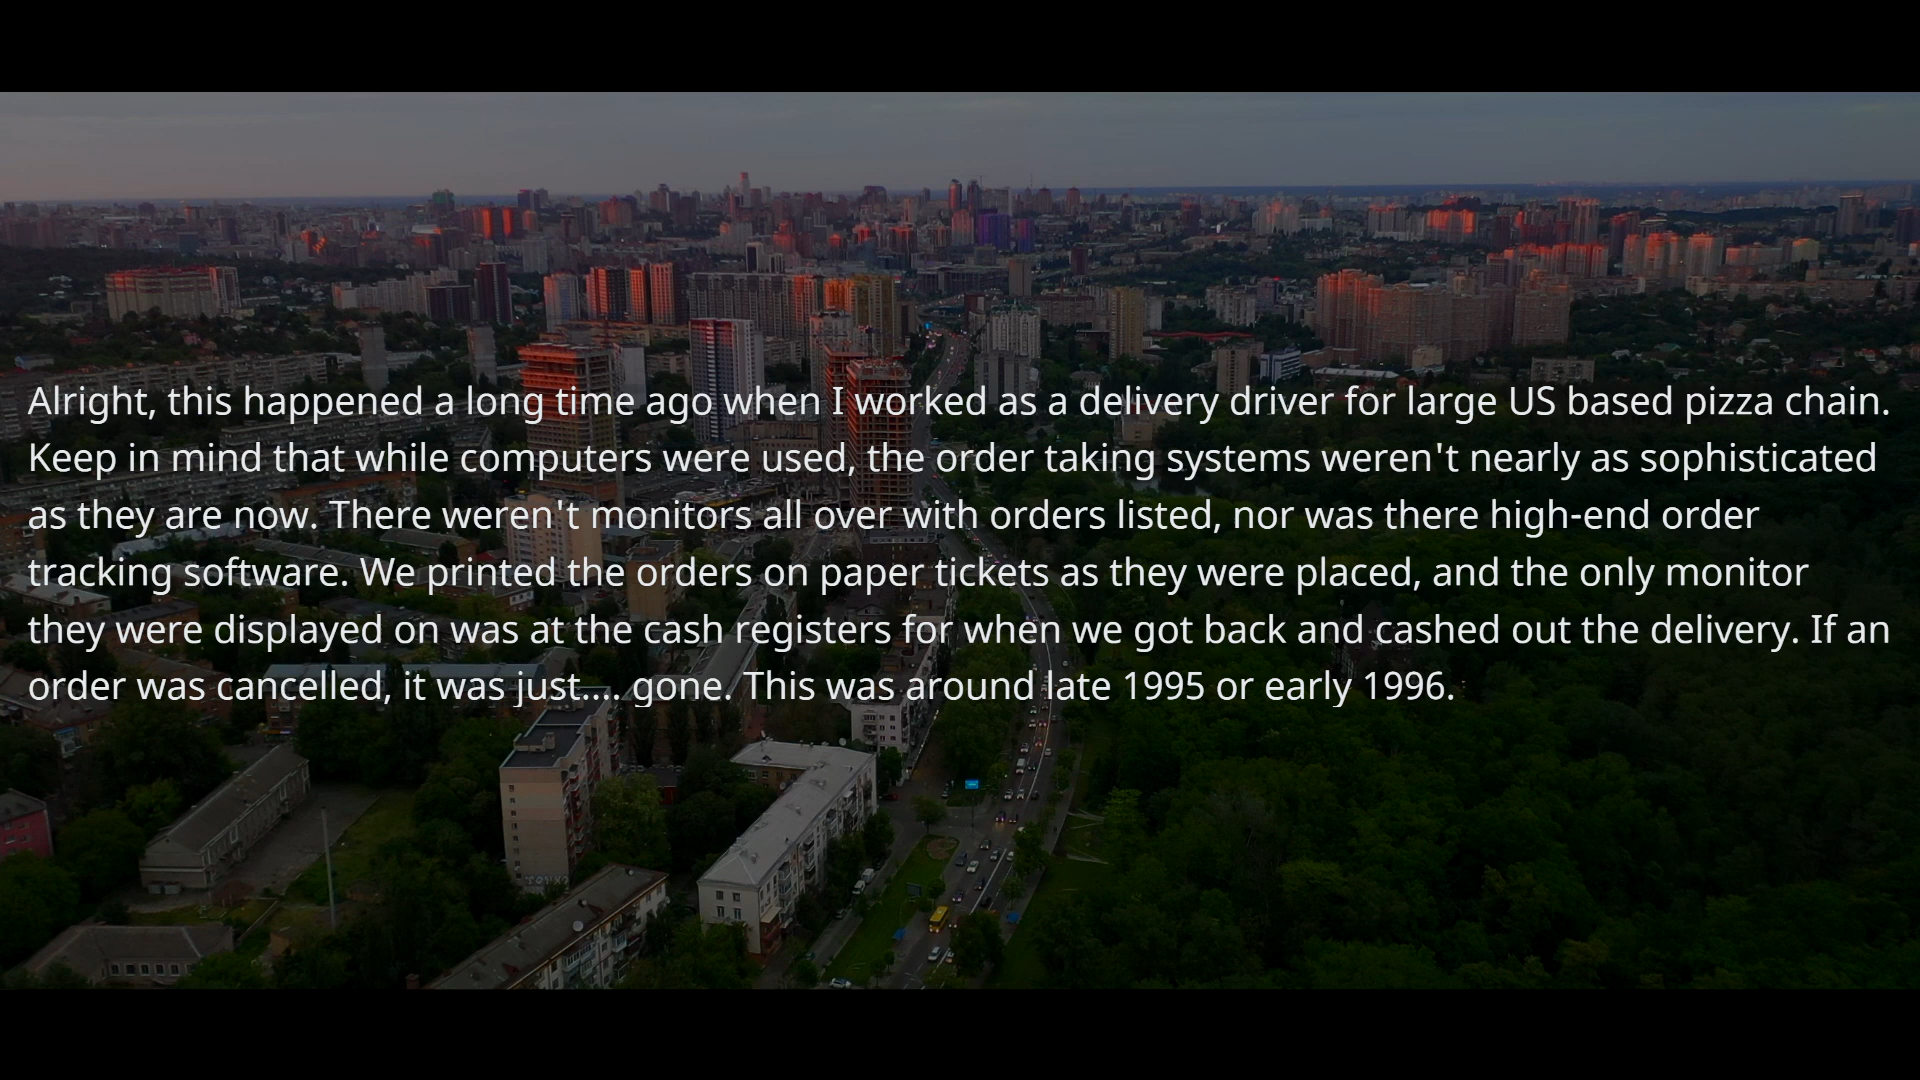 Alright, this happened a long time ago when I worked as a delivery driver for large US based pizza chain.
Keep in mind that while computers were used, the order taking systems weren't nearly as sophisticated
as they are now. There weren't monitors all over with orders listed, nor was there high-end order
tracking software. We printed the orders on paper tickets as they were placed, and the only monitor
they were displayed on was at the cash registers for when we got back and cashed out the delivery. If an
order was cancelled, it was just.... gone. This was around late 1995 or early 1996.